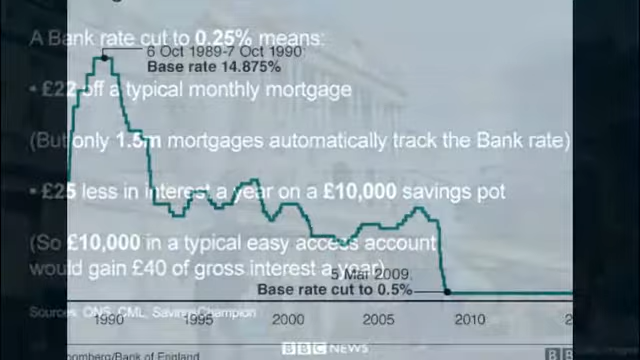 A Bank rate cut to 0.25% means:
6 Oct 1989-7 Oct 1990:
Base rate 14.875%
• £22 off a typical monthly mortgage
(But only 1.5m mortgages automatically track the Bank rate)
• £25 less in interest a year on a £10,000 savings pot
(So £10,000 in a typical easy access account
would gain £40 of gross interest a year)
5 Mar 2009
Base rate cut to 0.5%
Sources: ONS, CML, SavingsChampion
1990 1995 2000 2005 2010
oomberg/Bank of England
BBC NEWS
BB